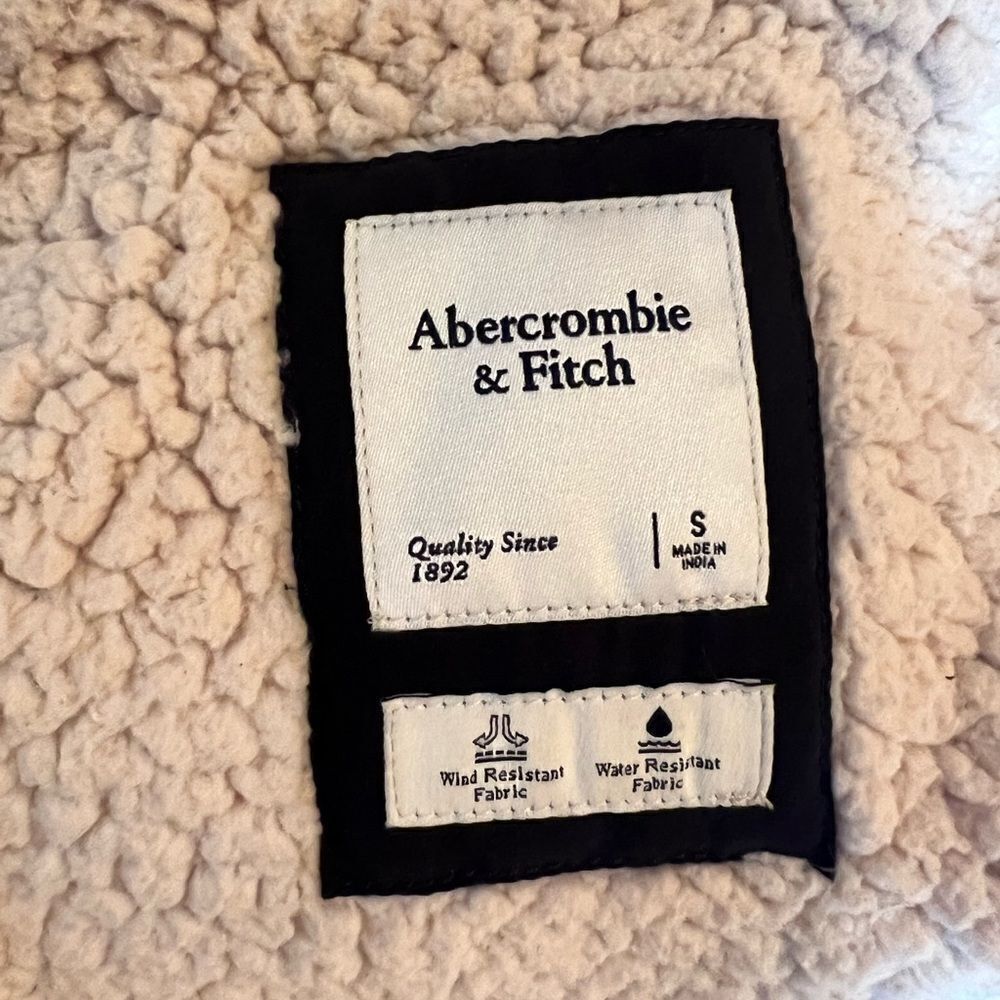 Abercrombie
& Fitch
Quality Since
1892
S
MADE IN
INDIA
Wind Resistant
Fabric
Water Resistant
Fabric